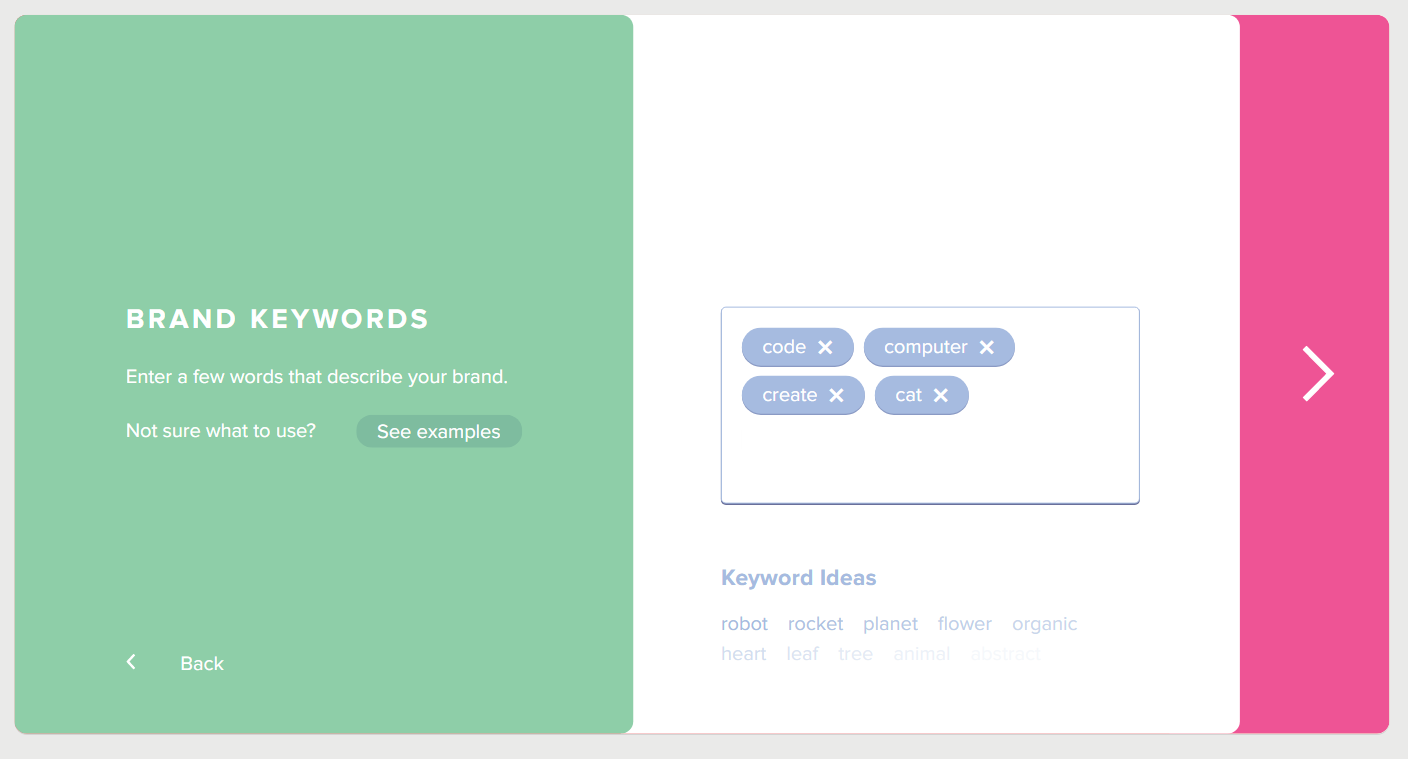 BRAND KEYWORDS
Enter a few words that describe your brand.
Not sure what to use? See examples
Back
code computer
create cat
Keyword Ideas
robot rocket planet flower organic
heart leaf tree animal abstract